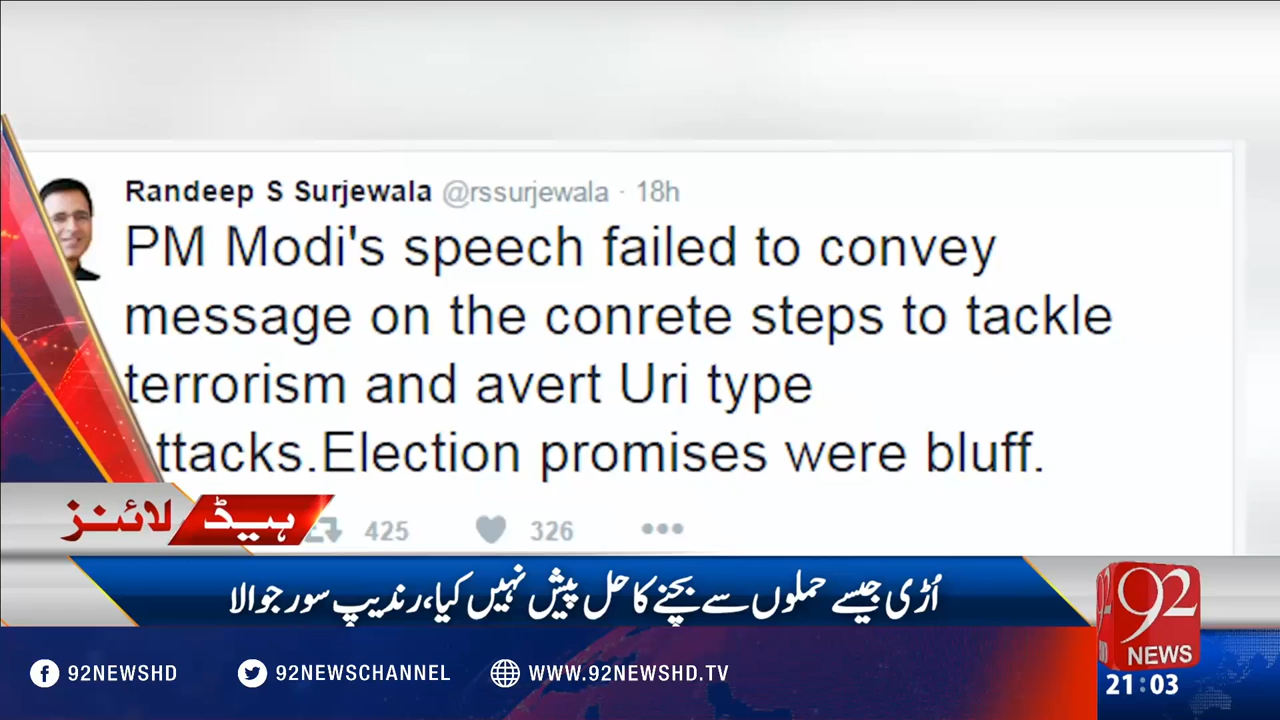 Randeep S Surjewala @rssurjewala · 18h
PM Modi's speech failed to convey
message on the conrete steps to tackle
terrorism and avert Uri type
ttacks.Election promises were bluff.
425 326 •••
ہیڈ لائنز
اُڑی جیسے حملوں سے بچنے کا حل پیش نہیں کیا، رندیپ سورجوالا
92 NEWS
HD
92NEWSHD 92NEWSCHANNEL WWW.92NEWSHD.TV
21:03